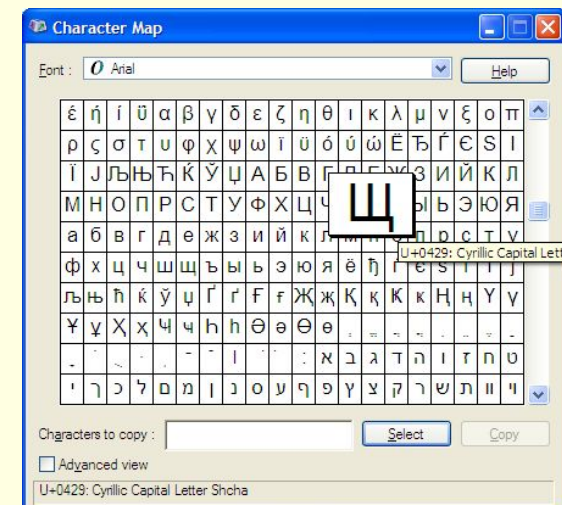 Character Map
Font : O Arial Help
έ ή ί ΰ α β γ δ ε ζ η θ ι κ λ μ ν ξ ο π
ρ ς σ τ υ φ χ ψ ω ϊ ϋ ό ύ ώ Ё Ђ Ѓ Є Ѕ І
Ї Ј Љ Њ Ћ Ќ Ў Џ А Б В Г Д Е Ж З И Й К Л
М Н О П Р С Т У Ф Х Ц Ч Щ Ы Ь Э Ю Я
а б в г д е ж з и й к л м н о п р с т у
U+0429: Cyrillic Capital Lett
ф х ц ч ш щ ъ ы ь э ю я ё ђ ѓ є ѕ і ї ј
љ њ ћ ќ ў џ Ґ ґ Ғ ғ Җ җ Қ қ Ҝ ҝ Ң ң Ү ү
Ұ ұ Ҳ ҳ Ҹ ҹ Һ һ Ә ә Ө ө
א ב ג ד ה ו ז ח ט
י ך כ ל ם מ ן נ ס ע ף פ ץ צ ק ר ש ת װ ױ
Characters to copy : Select Copy
Advanced view
U+0429: Cyrillic Capital Letter Shcha